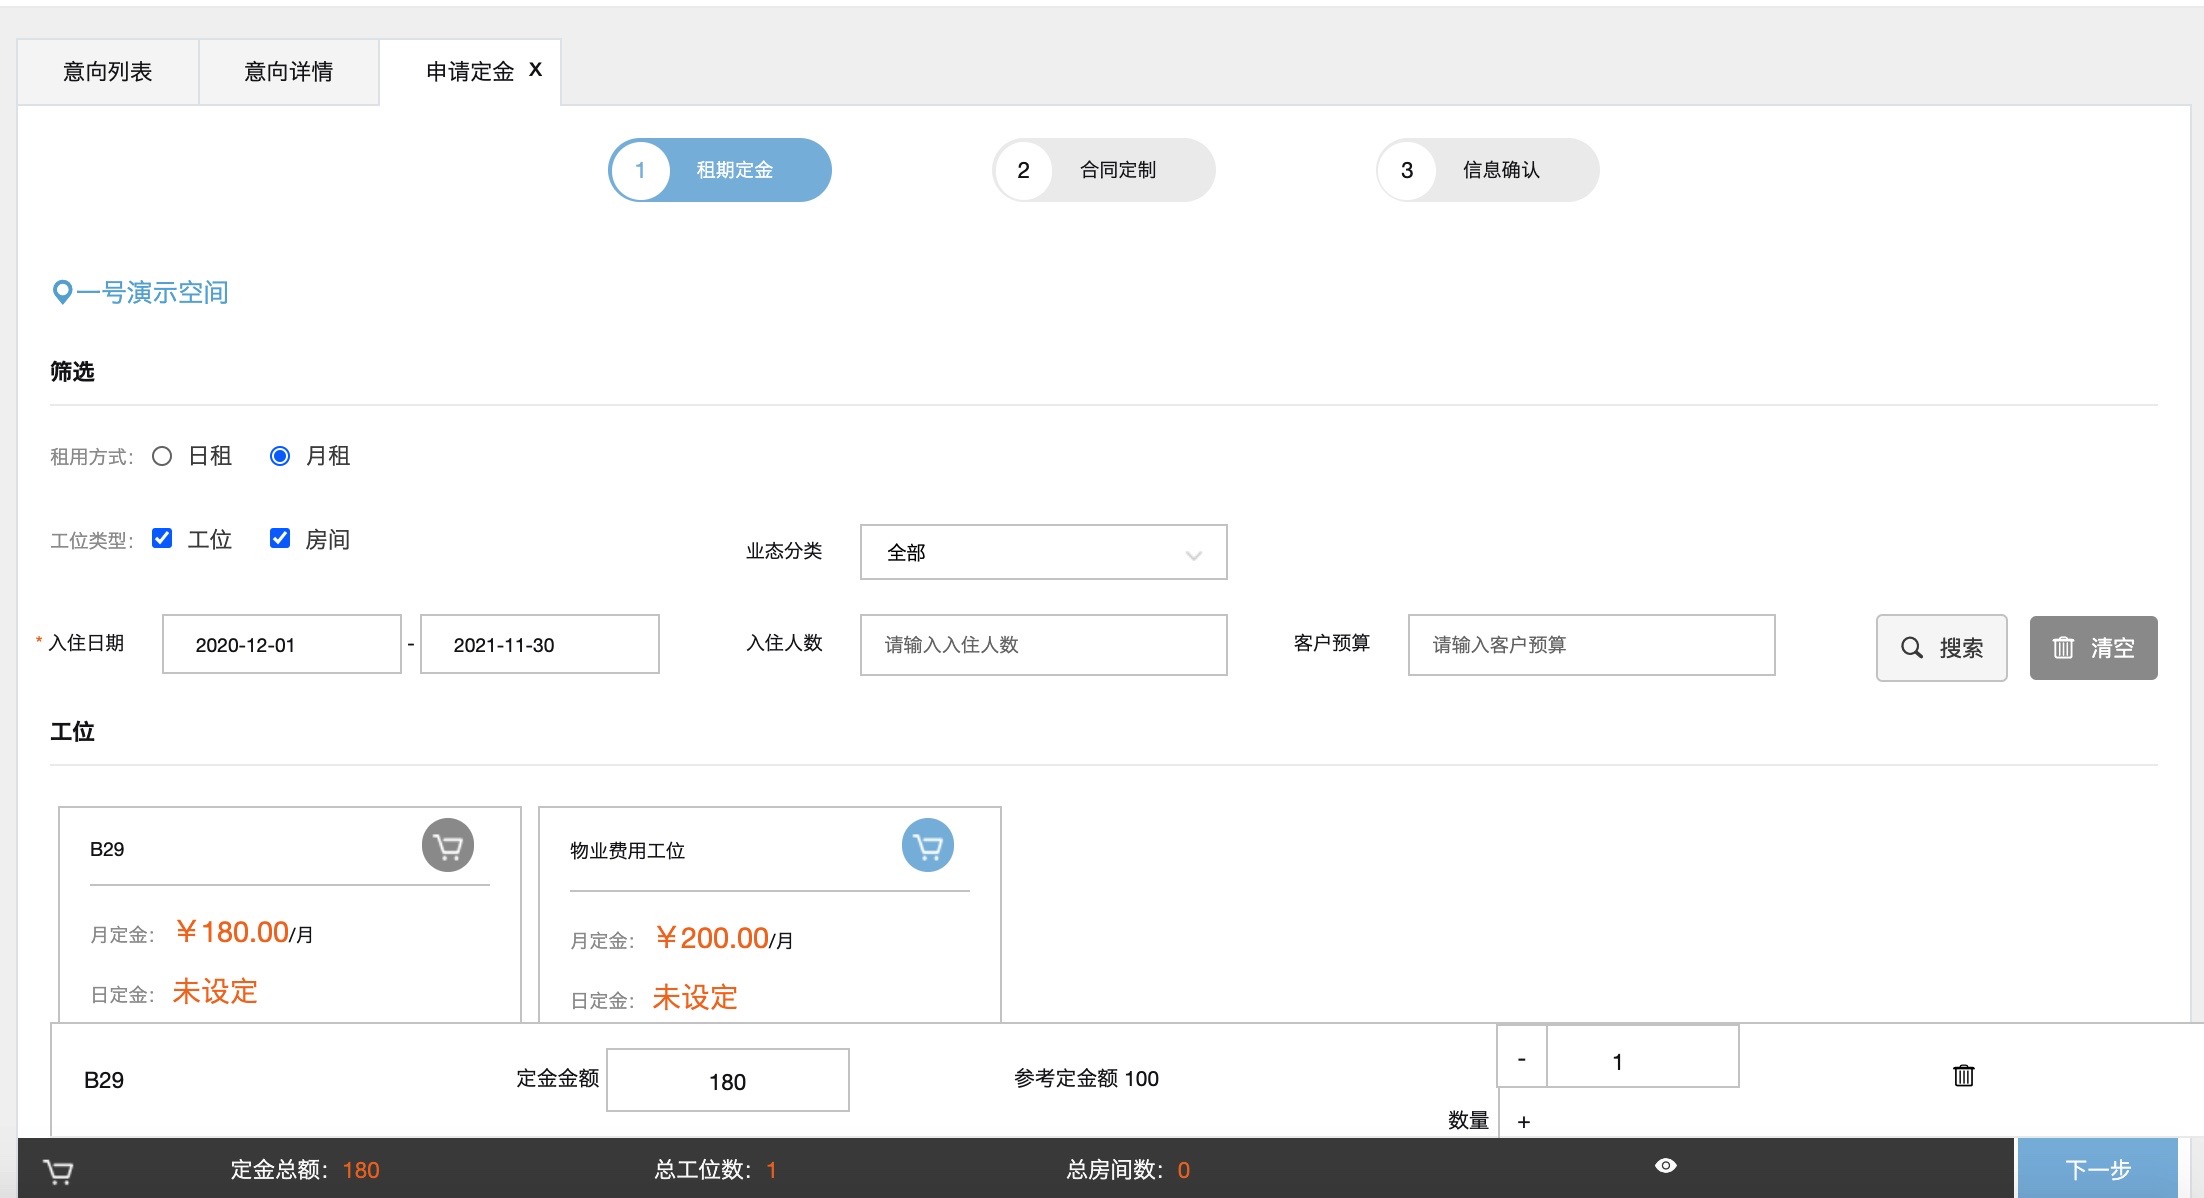 意向列表 意向详情 申请定金 X
1 租期定金 2 合同定制 3 信息确认
一号演示空间
筛选
租用方式: 日租 月租
工位类型: 工位 房间 业态分类 全部
* 入住日期 2020-12-01 - 2021-11-30 入住人数 请输入入住人数 客户预算 请输入客户预算 搜索 清空
工位
B29 物业费用工位
月定金: ￥180.00/月 月定金: ￥200.00/月
日定金: 未设定 日定金: 未设定
B29 定金金额 180 参考定金额 100 - 1
数量 +
定金总额: 180 总工位数: 1 总房间数: 0 下一步